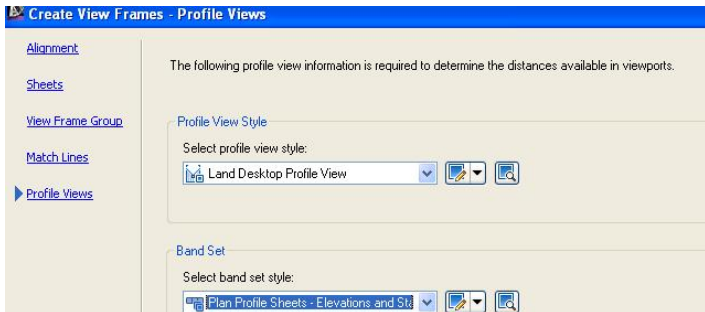 Create View Frames - Profile Views
Alignment
The following profile view information is required to determine the distances available in viewports.
Sheets
View Frame Group
Profile View Style
Match Lines
Select profile view style:
Land Desktop Profile View
Profile Views
Band Set
Select band set style:
Plan Profile Sheets - Elevations and Sta